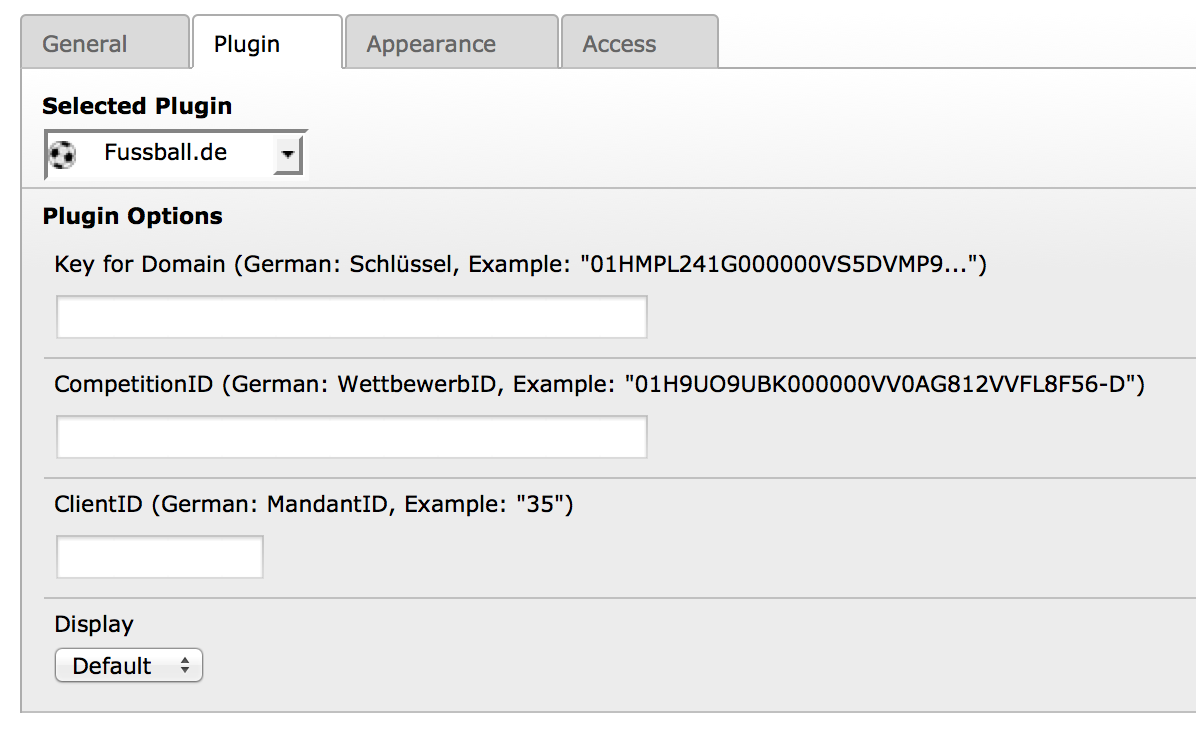 General Plugin Appearance Access
Selected Plugin
Fussball.de
Plugin Options
Key for Domain (German: Schlüssel, Example: "01HMPL241G000000VS5DVMP9...")
CompetitionID (German: WettbewerbID, Example: "01H9UO9UBK000000VV0AG812VVFL8F56-D")
ClientID (German: MandantID, Example: "35")
Display
Default